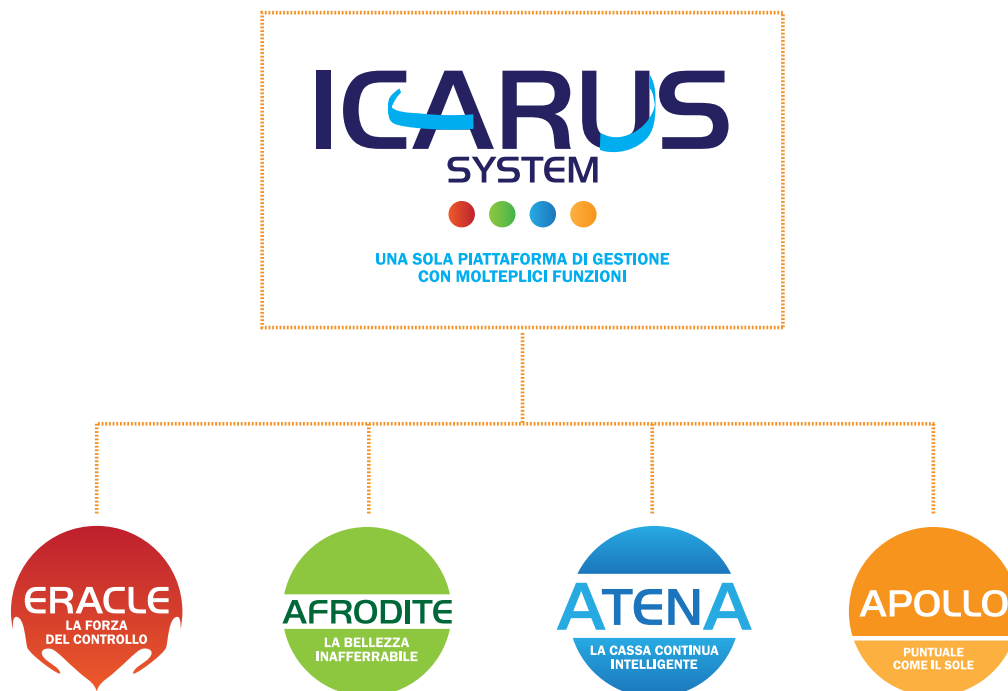 ICARUS
SYSTEM
UNA SOLA PIATTAFORMA DI GESTIONE
CON MOLTEPLICI FUNZIONI
ERACLE
LA FORZA
DEL CONTROLLO
AFRODITE
LA BELLEZZA
INAFFERRABILE
ATENA
LA CASSA CONTINUA
INTELLIGENTE
APOLLO
PUNTUALE
COME IL SOLE